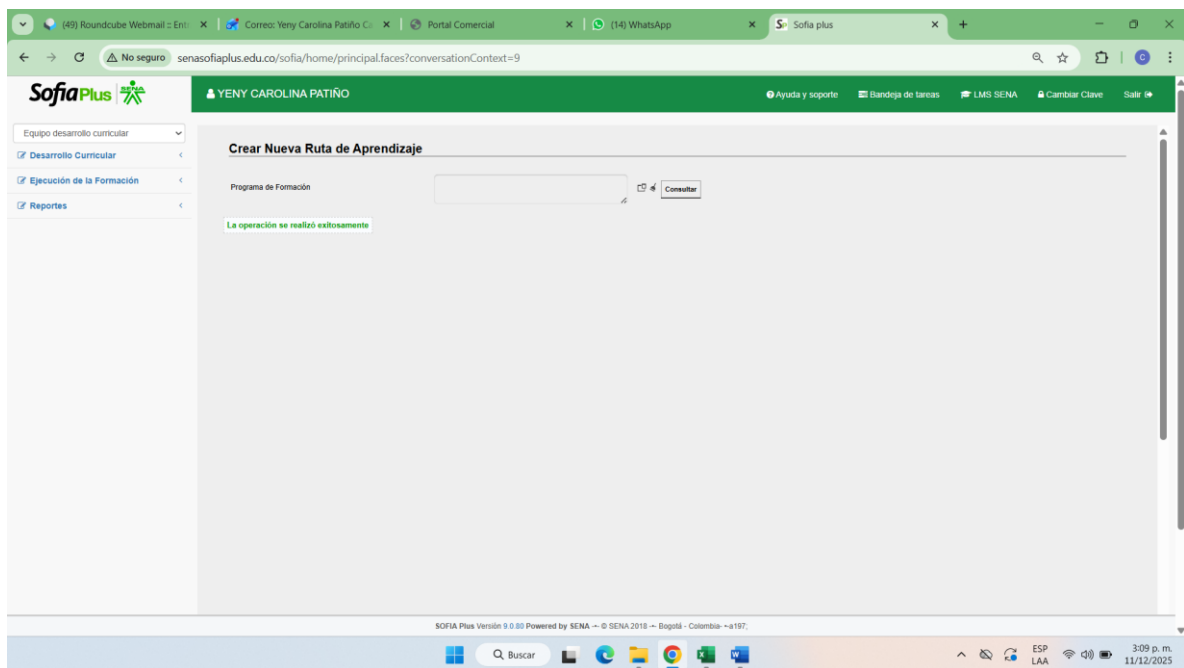 (49) Roundcube Webmail :: Ent
Correo: Yeny Carolina Patiño Ca
Portal Comercial
(14) WhatsApp
Sofia plus
No seguro
senasofiaplus.edu.co/sofia/home/principal.faces?conversationContext=9
Sofia Plus SENA
YENY CAROLINA PATIÑO
Ayuda y soporte
Bandeja de tareas
LMS SENA
Cambiar Clave
Salir
Equipo desarrollo curricular
Desarrollo Curricular
Ejecución de la Formación
Reportes
Crear Nueva Ruta de Aprendizaje
Programa de Formación
Consultar
La operación se realizó exitosamente
SOFIA Plus Versión 9.0.80 Powered by SENA -- © SENA 2018 -- Bogotá - Colombia- --a197;
Buscar
ESP
LAA
3:09 p. m.
11/12/2025